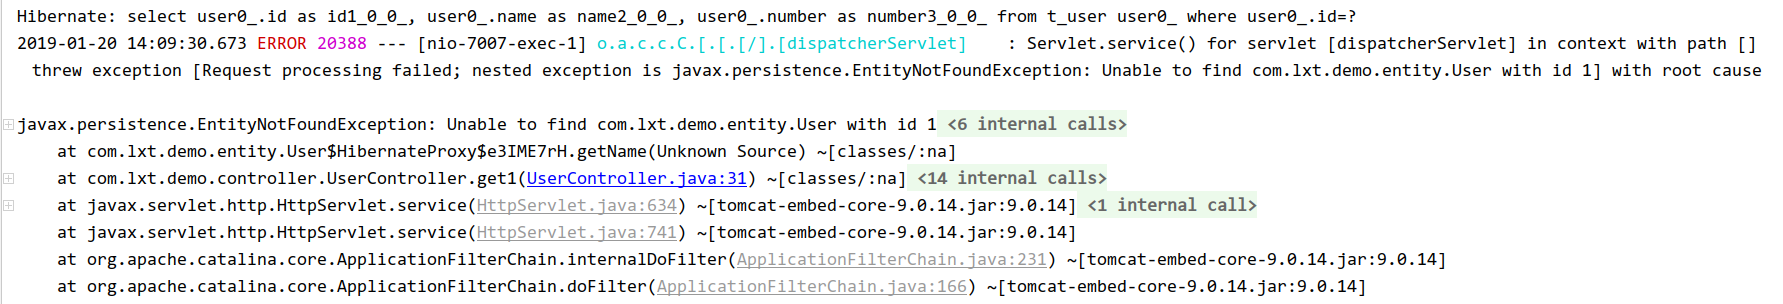 Hibernate: select user0_.id as id1_0_0_, user0_.name as name2_0_0_, user0_.number as number3_0_0_ from t_user user0_ where user0_.id=?
2019-01-20 14:09:30.673 ERROR 20388 --- [nio-7007-exec-1] o.a.c.c.C.[.[.[/].[dispatcherServlet] : Servlet.service() for servlet [dispatcherServlet] in context with path []
threw exception [Request processing failed; nested exception is javax.persistence.EntityNotFoundException: Unable to find com.lxt.demo.entity.User with id 1] with root cause
javax.persistence.EntityNotFoundException: Unable to find com.lxt.demo.entity.User with id 1 <6 internal calls>
at com.lxt.demo.entity.User$HibernateProxy$e3IME7rH.getName(Unknown Source) ~[classes/:na]
at com.lxt.demo.controller.UserController.get1(UserController.java:31) ~[classes/:na] <14 internal calls>
at javax.servlet.http.HttpServlet.service(HttpServlet.java:634) ~[tomcat-embed-core-9.0.14.jar:9.0.14] <1 internal call>
at javax.servlet.http.HttpServlet.service(HttpServlet.java:741) ~[tomcat-embed-core-9.0.14.jar:9.0.14]
at org.apache.catalina.core.ApplicationFilterChain.internalDoFilter(ApplicationFilterChain.java:231) ~[tomcat-embed-core-9.0.14.jar:9.0.14]
at org.apache.catalina.core.ApplicationFilterChain.doFilter(ApplicationFilterChain.java:166) ~[tomcat-embed-core-9.0.14.jar:9.0.14]